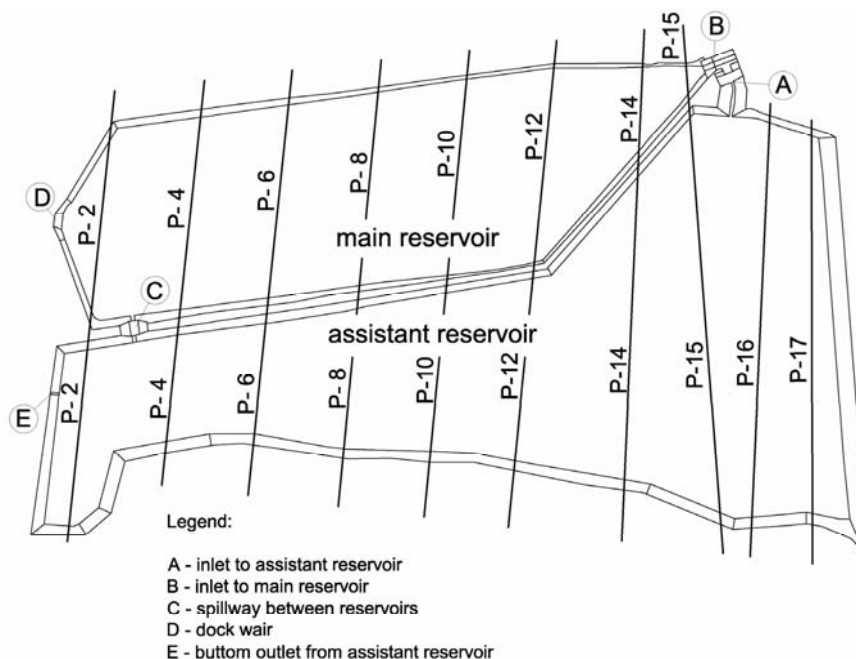 B
P-15
A
P-14
P-12
P-10
P- 8
P- 6
P- 4
P- 2
D
main reservoir
C
assistant reservoir
E
P- 2
P- 4
P- 6
P- 8
P-10
P-12
P-14
P-15
P-16
P-17
Legend:
A - inlet to assistant reservoir
B - inlet to main reservoir
C - spillway between reservoirs
D - dock wair
E - buttom outlet from assistant reservoir